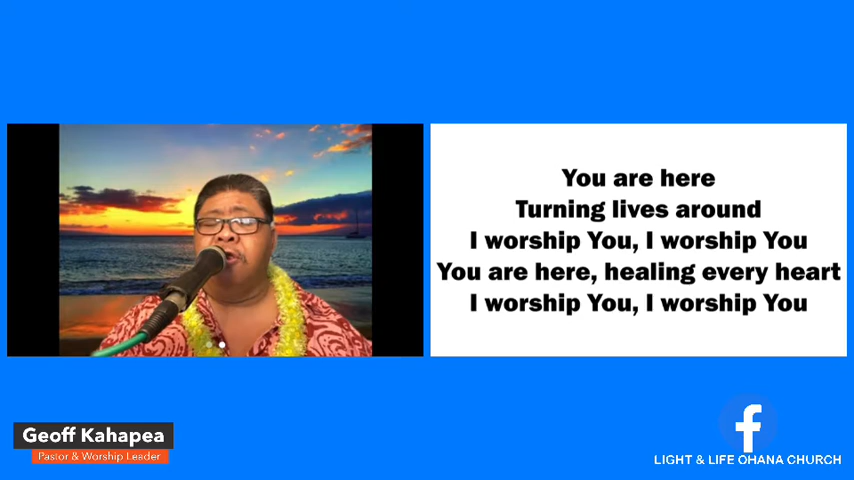 You are here
Turning lives around
I worship You, I worship You
You are here, healing every heart
I worship You, I worship You
Geoff Kahapea
Pastor & Worship Leader
LIGHT & LIFE OHANA CHURCH